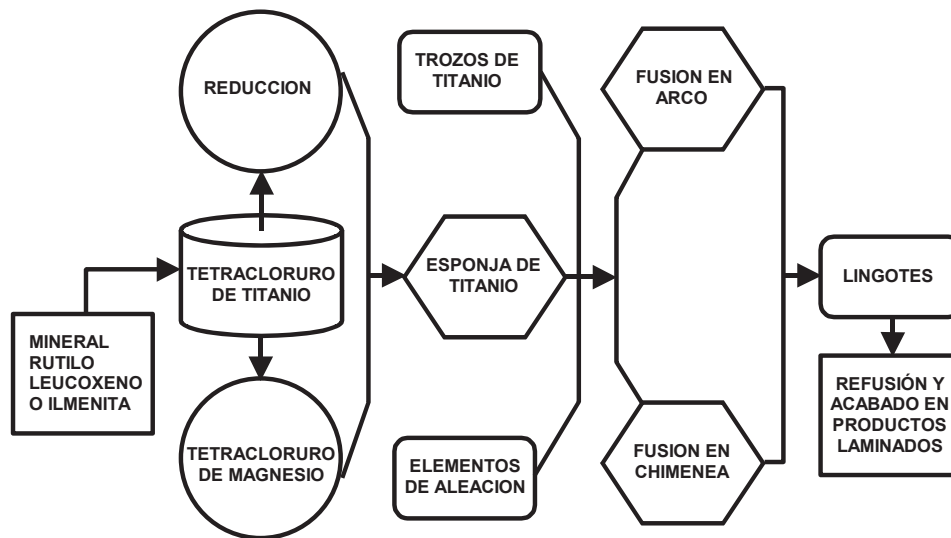 MINERAL
RUTILO
LEUCOXENO
O ILMENITA
TETRACLORURO
DE TITANIO
REDUCCION
TETRACLORURO
DE MAGNESIO
TROZOS DE
TITANIO
ESPONJA DE
TITANIO
ELEMENTOS
DE ALEACION
FUSION EN
ARCO
FUSION EN
CHIMENEA
LINGOTES
REFUSIÓN Y
ACABADO EN
PRODUCTOS
LAMINADOS